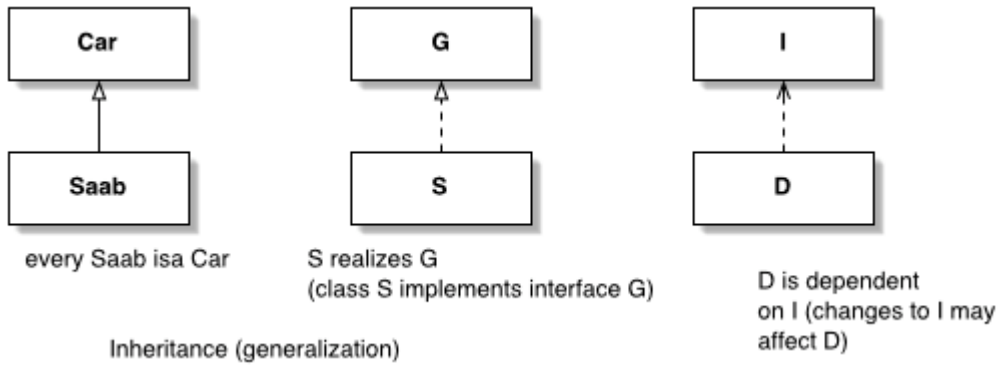 Car
G
I
Saab
S
D
every Saab isa Car
S realizes G
(class S implements interface G)
D is dependent
on I (changes to I may
affect D)
Inheritance (generalization)